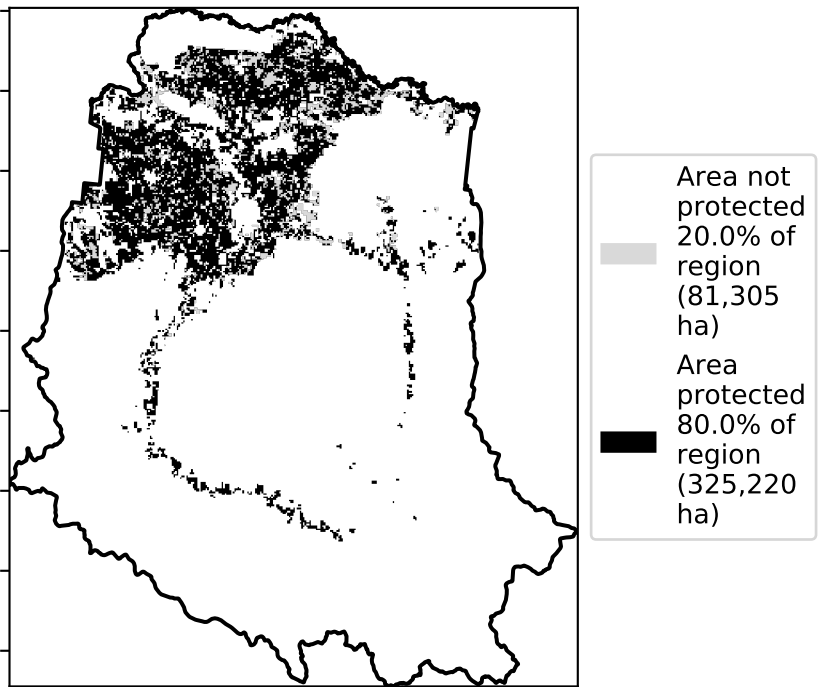 Area not
protected
20.0% of
region
(81,305
ha)
Area
protected
80.0% of
region
(325,220
ha)